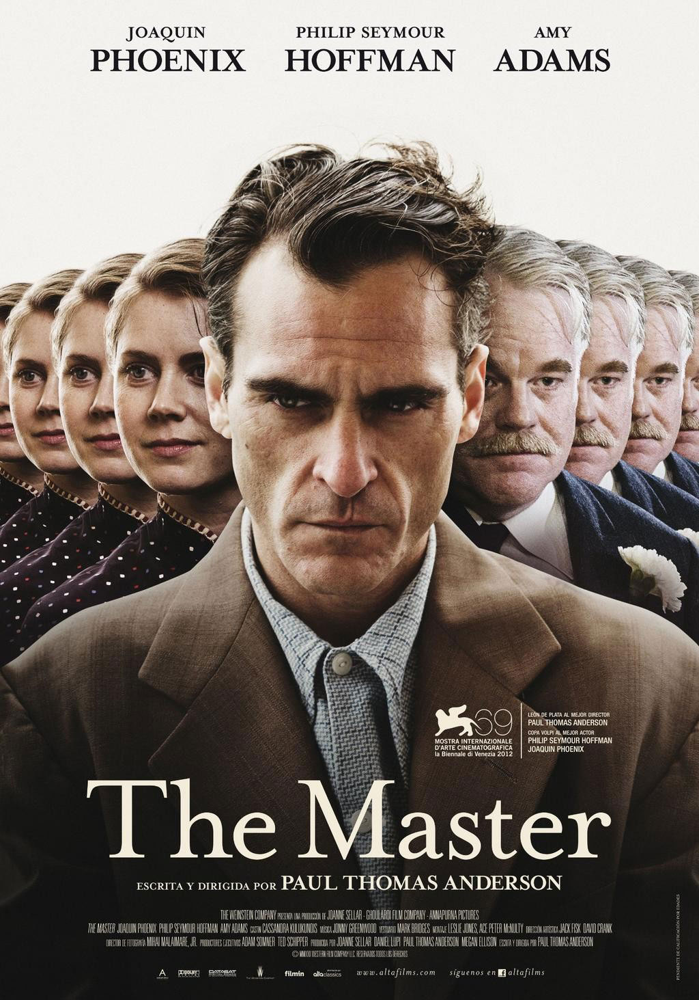 JOAQUIN PHOENIX
PHILIP SEYMOUR HOFFMAN
AMY ADAMS
69
MOSTRA INTERNAZIONALE
D'ARTE CINEMATOGRAFICA
la Biennale di Venezia 2012
LEÓN DE PLATA AL MEJOR DIRECTOR
PAUL THOMAS ANDERSON
COPA VOLPI AL MEJOR ACTOR
PHILIP SEYMOUR HOFFMAN
JOAQUIN PHOENIX
The Master
ESCRITA Y DIRIGIDA POR PAUL THOMAS ANDERSON
THE WEINSTEIN COMPANY PRESENTA UNA PRODUCCIÓN DE JOANNE SELLAR - GHOULARDI FILM COMPANY - ANNAPURNA PICTURES
THE MASTER JOAQUIN PHOENIX PHILIP SEYMOUR HOFFMAN AMY ADAMS CASTING CASSANDRA KULUKUNDIS MÚSICA JONNY GREENWOOD VESTUARIO MARK BRIDGES MONTAJE LESLIE JONES, ACE PETER McNULTY DIRECCIÓN ARTÍSTICA JACK FISK DAVID CRANK
DIRECTOR DE FOTOGRAFÍA MIHAI MALAIMARE, JR. PRODUCTORES EJECUTIVOS ADAM SOMNER TED SCHIPPER PRODUCIDA POR JOANNE SELLAR DANIEL LUPI PAUL THOMAS ANDERSON MEGAN ELLISON ESCRITA Y DIRIGIDA POR PAUL THOMAS ANDERSON
© MMXII WESTERN FILM COMPANY LLC. RESERVADOS TODOS LOS DERECHOS
DOLBY DATASAT THE WEINSTEIN COMPANY filmin altaclassics www.altafilms.com síguenos en f altafilms
PENDIENTE DE CALIFICACIÓN POR EDADES